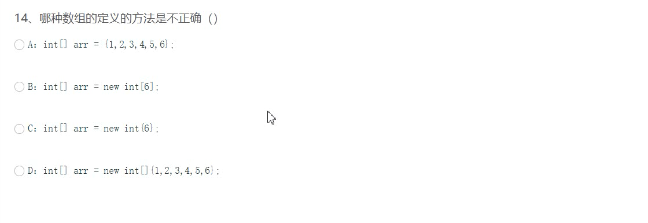 14、哪种数组的定义的方法是不正确（）
A：int[] arr = {1,2,3,4,5,6};
B：int[] arr = new int[6];
C：int[] arr = new int{6};
D：int[] arr = new int[]{1,2,3,4,5,6};